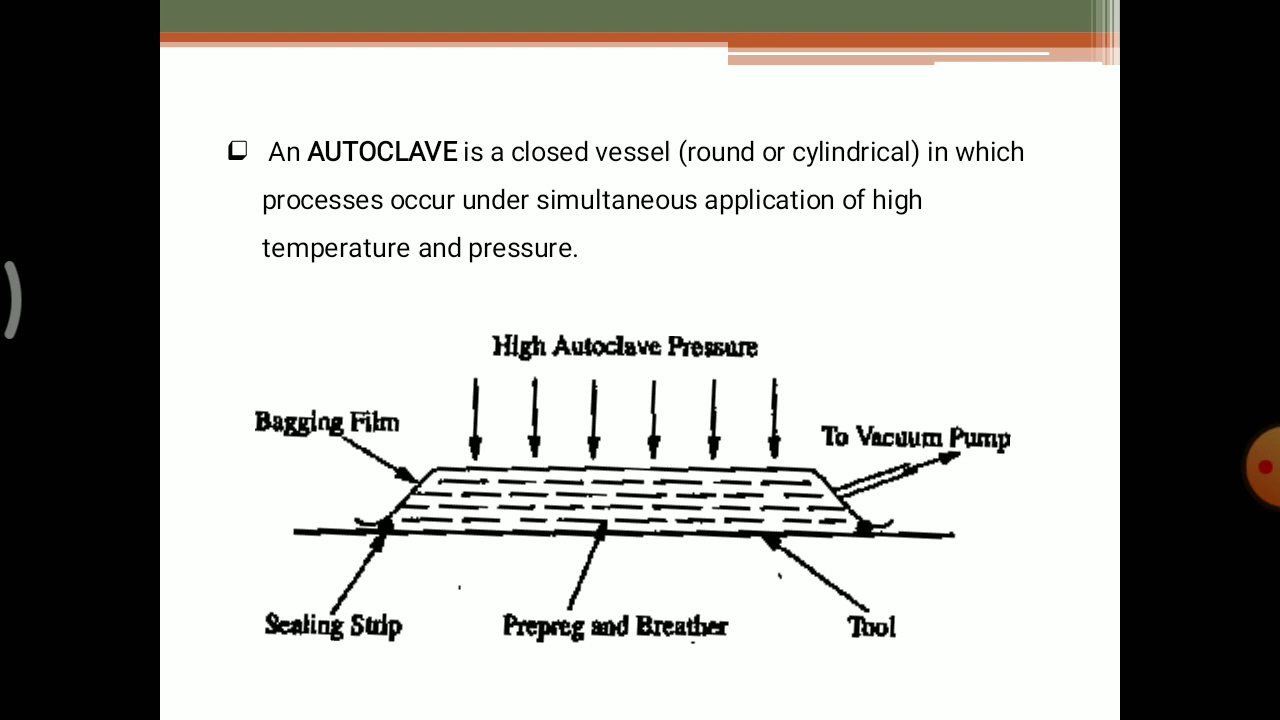 An AUTOCLAVE is a closed vessel (round or cylindrical) in which
processes occur under simultaneous application of high
temperature and pressure.
High Autoclave Pressure
Bagging Film
To Vacuum Pump
Sealing Strip
Prepreg and Breather
Tool